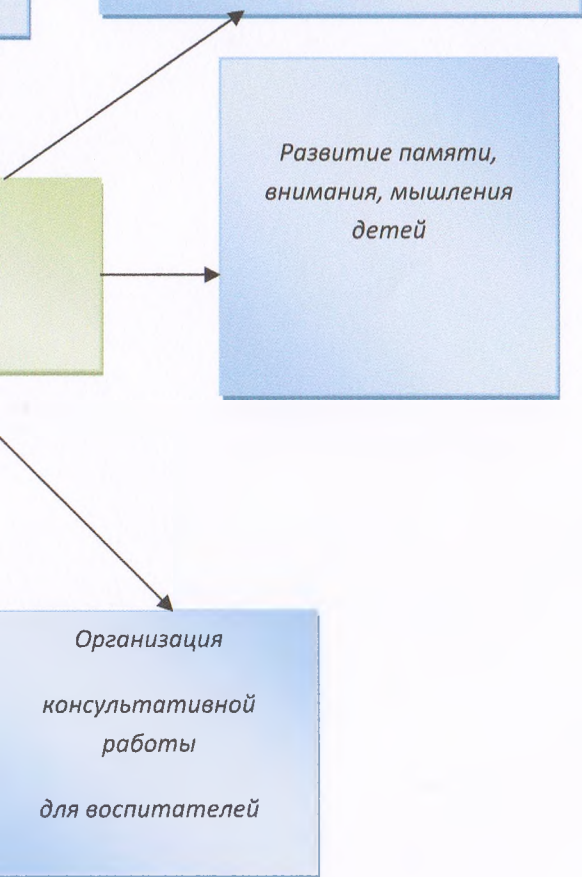 Развитие памяти,
внимания, мышления
детей
Организация
консультативной
работы
для воспитателей